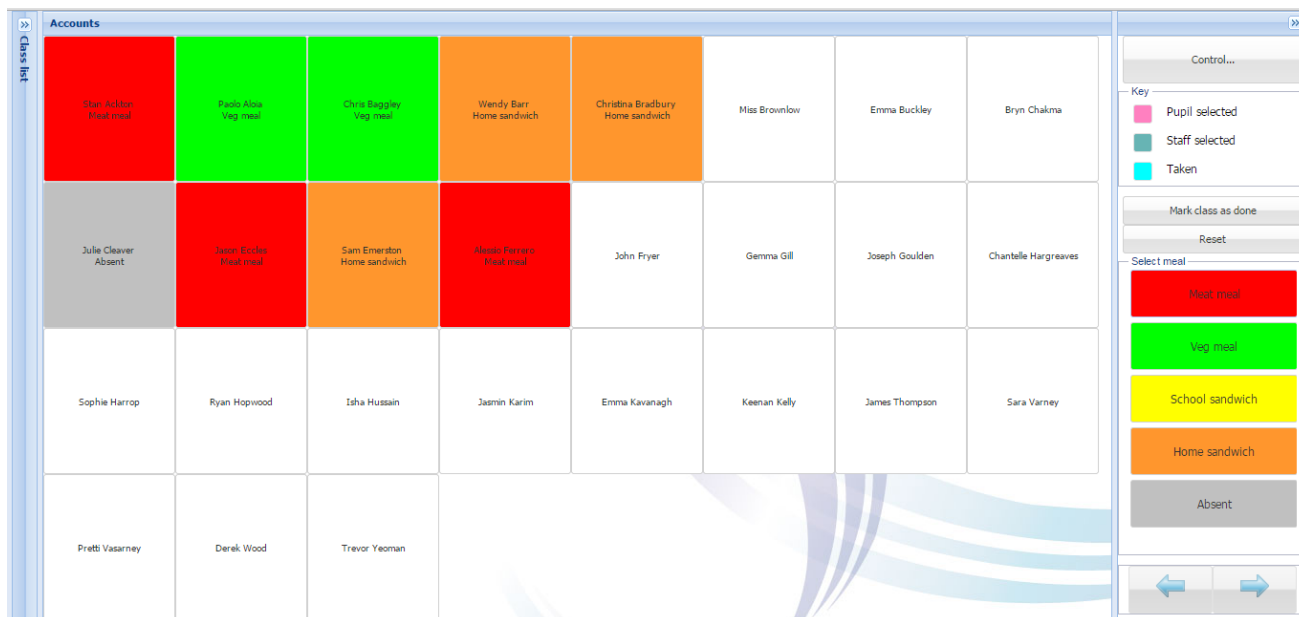 Class list
Accounts
Stan Ackton
Meat meal
Paolo Aloia
Veg meal
Chris Baggley
Veg meal
Wendy Barr
Home sandwich
Christina Bradbury
Home sandwich
Miss Brownlow
Emma Buckley
Bryn Chakma
Julie Cleaver
Absent
Jason Eccles
Meat meal
Sam Emerston
Home sandwich
Alessio Ferrero
Meat meal
John Fryer
Gemma Gill
Joseph Goulden
Chantelle Hargreaves
Sophie Harrop
Ryan Hopwood
Isha Hussain
Jasmin Karim
Emma Kavanagh
Keenan Kelly
James Thompson
Sara Varney
Pretti Vasarney
Derek Wood
Trevor Yeoman
Control...
Key
Pupil selected
Staff selected
Taken
Mark class as done
Reset
Select meal
Meat meal
Veg meal
School sandwich
Home sandwich
Absent